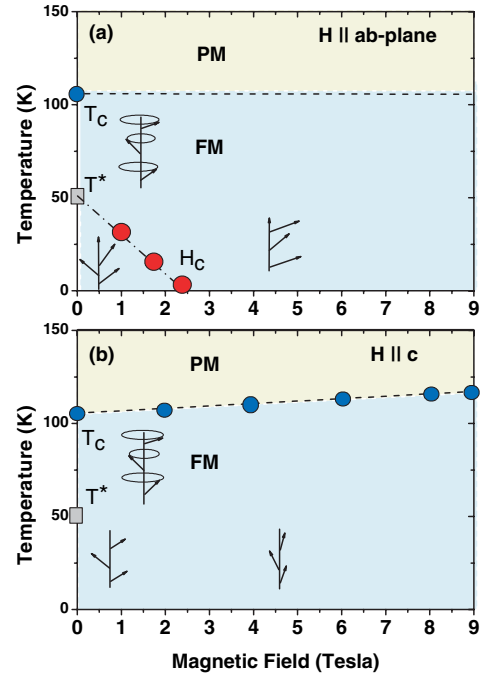 150
(a)
H || ab-plane
PM
100
T_C
FM
T*
50
H_C
0
Temperature (K)
0 1 2 3 4 5 6 7 8 9
150
(b)
H || c
PM
100
T_C
FM
T*
50
0
Temperature (K)
0 1 2 3 4 5 6 7 8 9
Magnetic Field (Tesla)